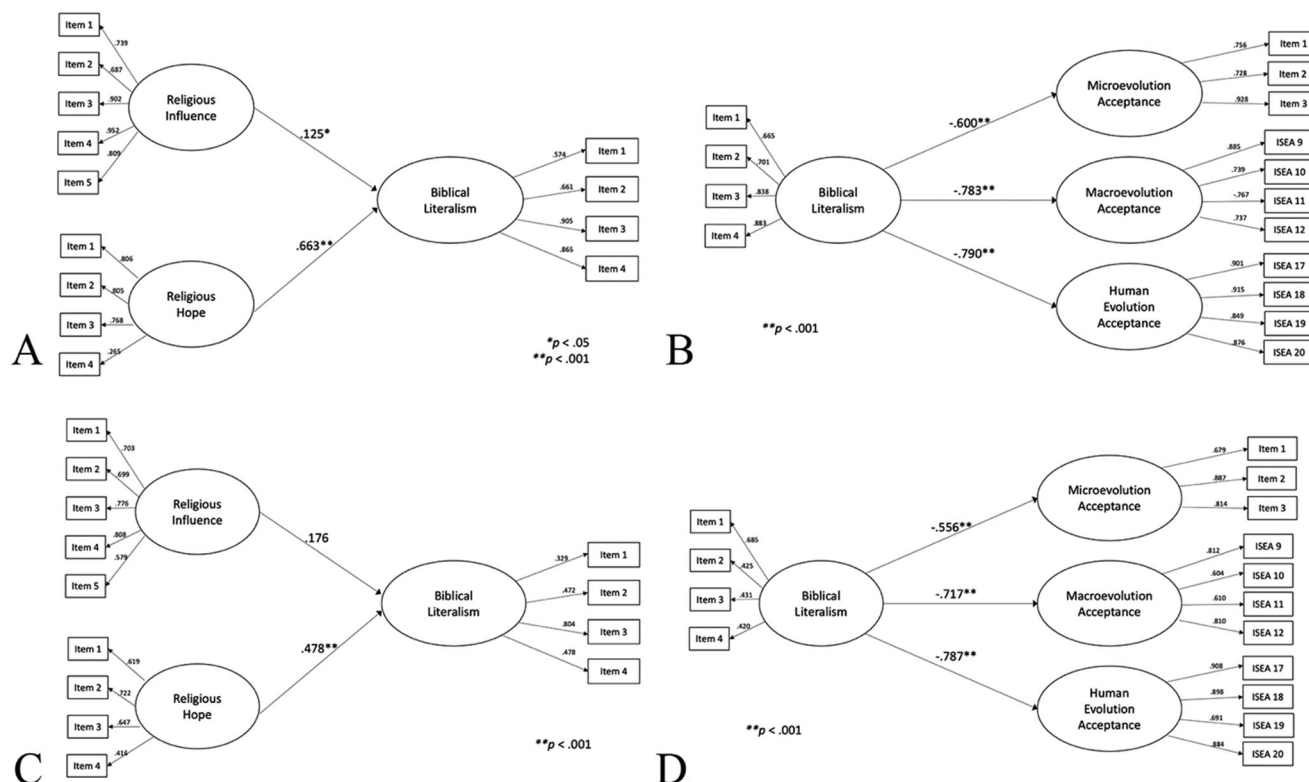 Item 1
.739
Item 2
.687
Item 3
.902
Item 4
.952
Item 5
.809
Religious
Influence
.125*
Item 1
.806
Item 2
.805
Item 3
.768
Item 4
.265
Religious
Hope
.663**
Biblical
Literalism
.574
Item 1
.661
Item 2
.905
Item 3
.865
Item 4
*p < .05
**p < .001
A
Item 1
.665
Item 2
.701
Item 3
.838
Item 4
.883
Biblical
Literalism
-.600**
-.783**
-.790**
Microevolution
Acceptance
.756
Item 1
.728
Item 2
.928
Item 3
Macroevolution
Acceptance
.885
ISEA 9
.739
ISEA 10
-.767
ISEA 11
.737
ISEA 12
Human
Evolution
Acceptance
.901
ISEA 17
.915
ISEA 18
.849
ISEA 19
.876
ISEA 20
**p < .001
B
Item 1
.703
Item 2
.699
Item 3
.776
Item 4
.808
Item 5
.579
Religious
Influence
.176
Item 1
.619
Item 2
.722
Item 3
.647
Item 4
.416
Religious
Hope
.478**
Biblical
Literalism
.329
Item 1
.472
Item 2
.804
Item 3
.478
Item 4
**p < .001
C
Item 1
.685
Item 2
.425
Item 3
.431
Item 4
.420
Biblical
Literalism
-.556**
-.717**
-.787**
Microevolution
Acceptance
.679
Item 1
.887
Item 2
.814
Item 3
Macroevolution
Acceptance
.812
ISEA 9
.604
ISEA 10
.610
ISEA 11
.810
ISEA 12
Human
Evolution
Acceptance
.908
ISEA 17
.898
ISEA 18
.691
ISEA 19
.884
ISEA 20
**p < .001
D